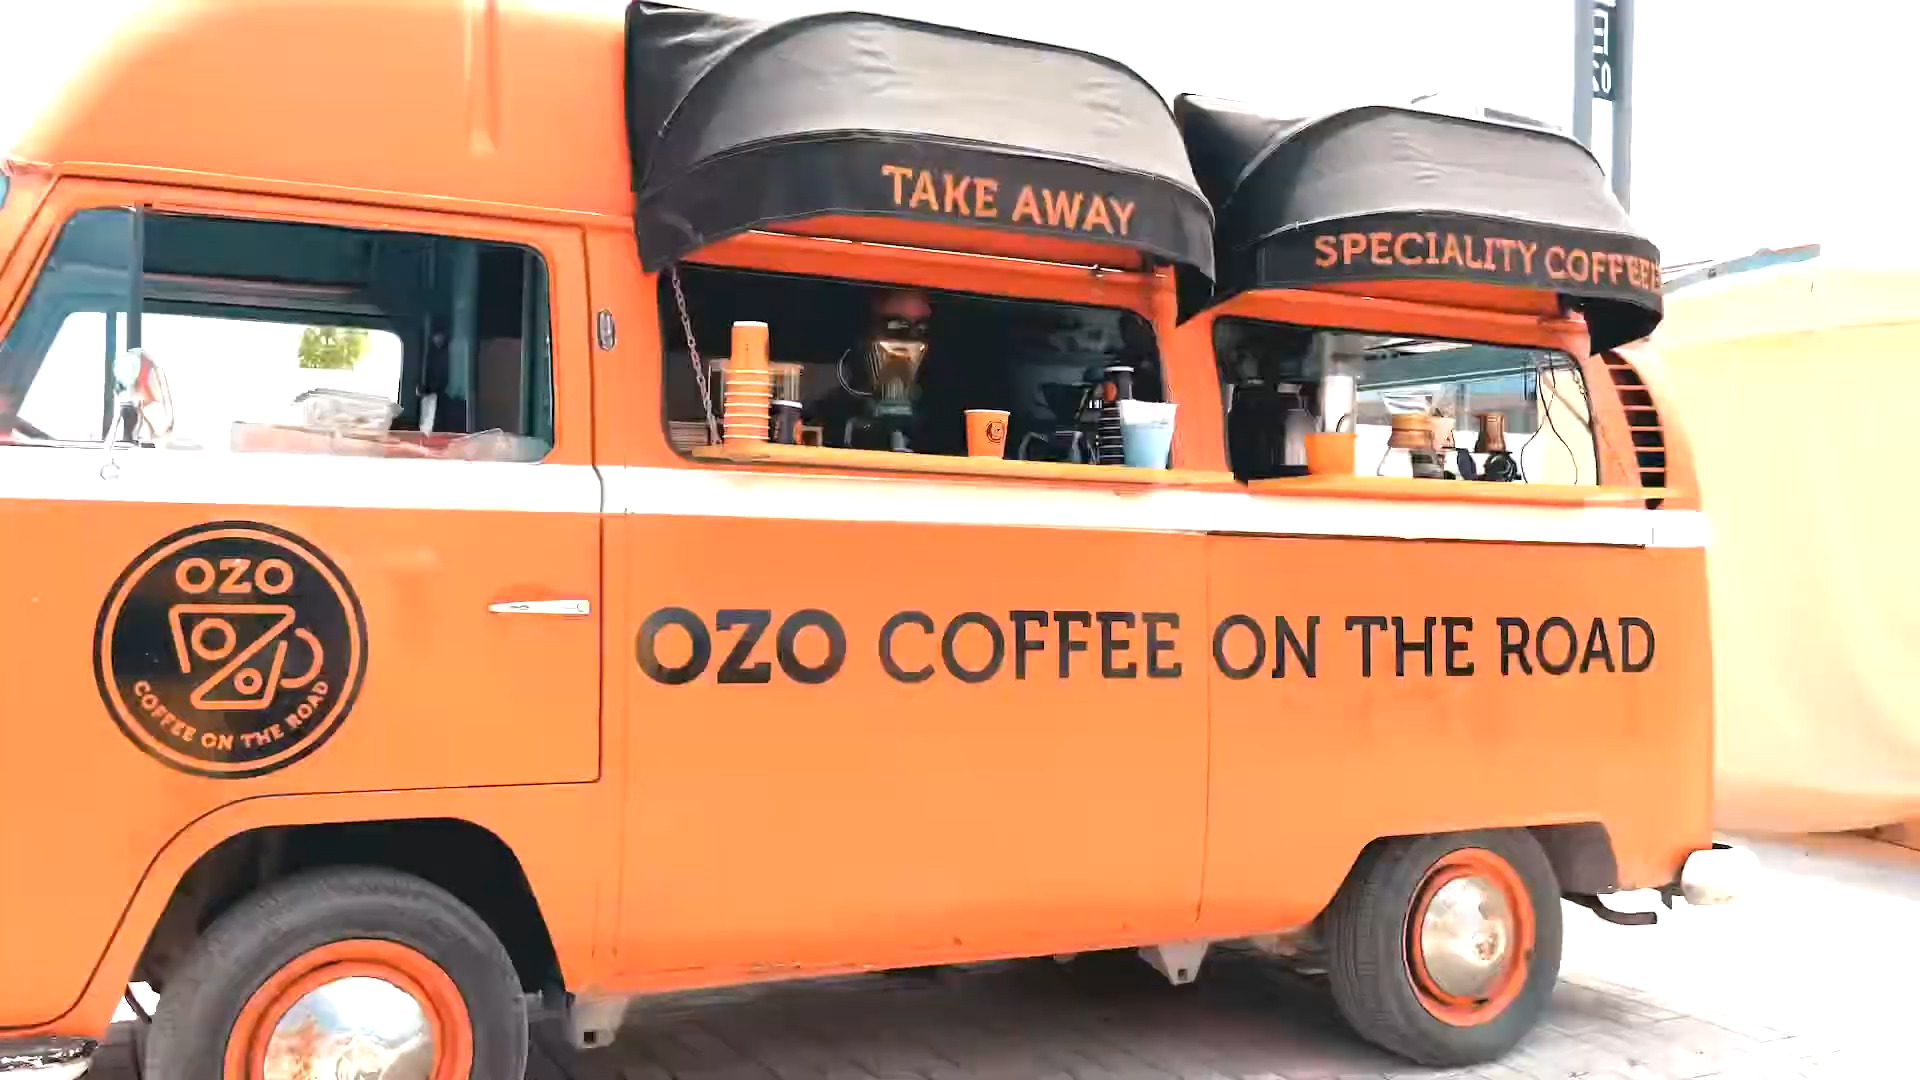 TAKE AWAY
SPECIALITY COFFEE
OZO
COFFEE ON THE ROAD
OZO COFFEE ON THE ROAD